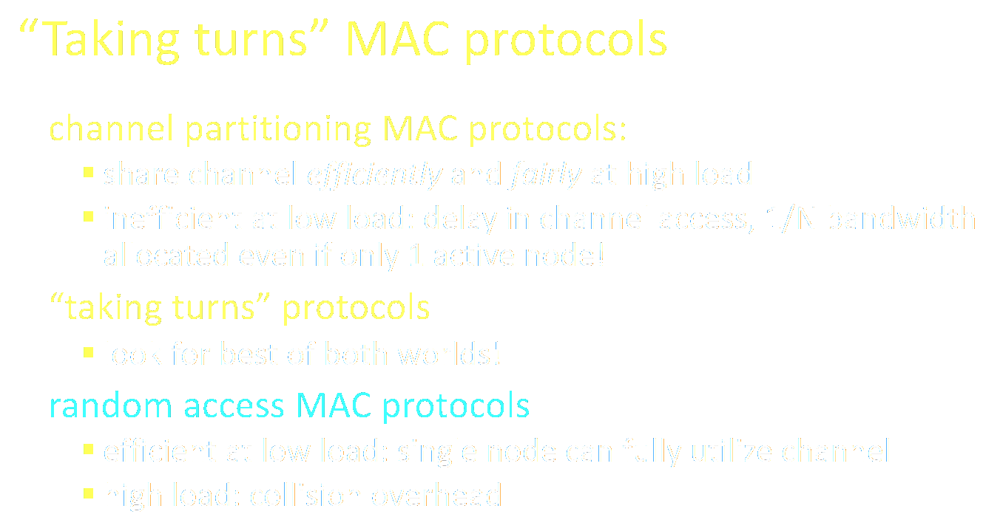 “Taking turns” MAC protocols
channel partitioning MAC protocols:
▪ share channel efficiently and fairly at high load
▪ inefficient at low load: delay in channel access, 1/N bandwidth
allocated even if only 1 active node!
“taking turns” protocols
▪ look for best of both worlds!
random access MAC protocols
▪ efficient at low load: single node can fully utilize channel
▪ high load: collision overhead